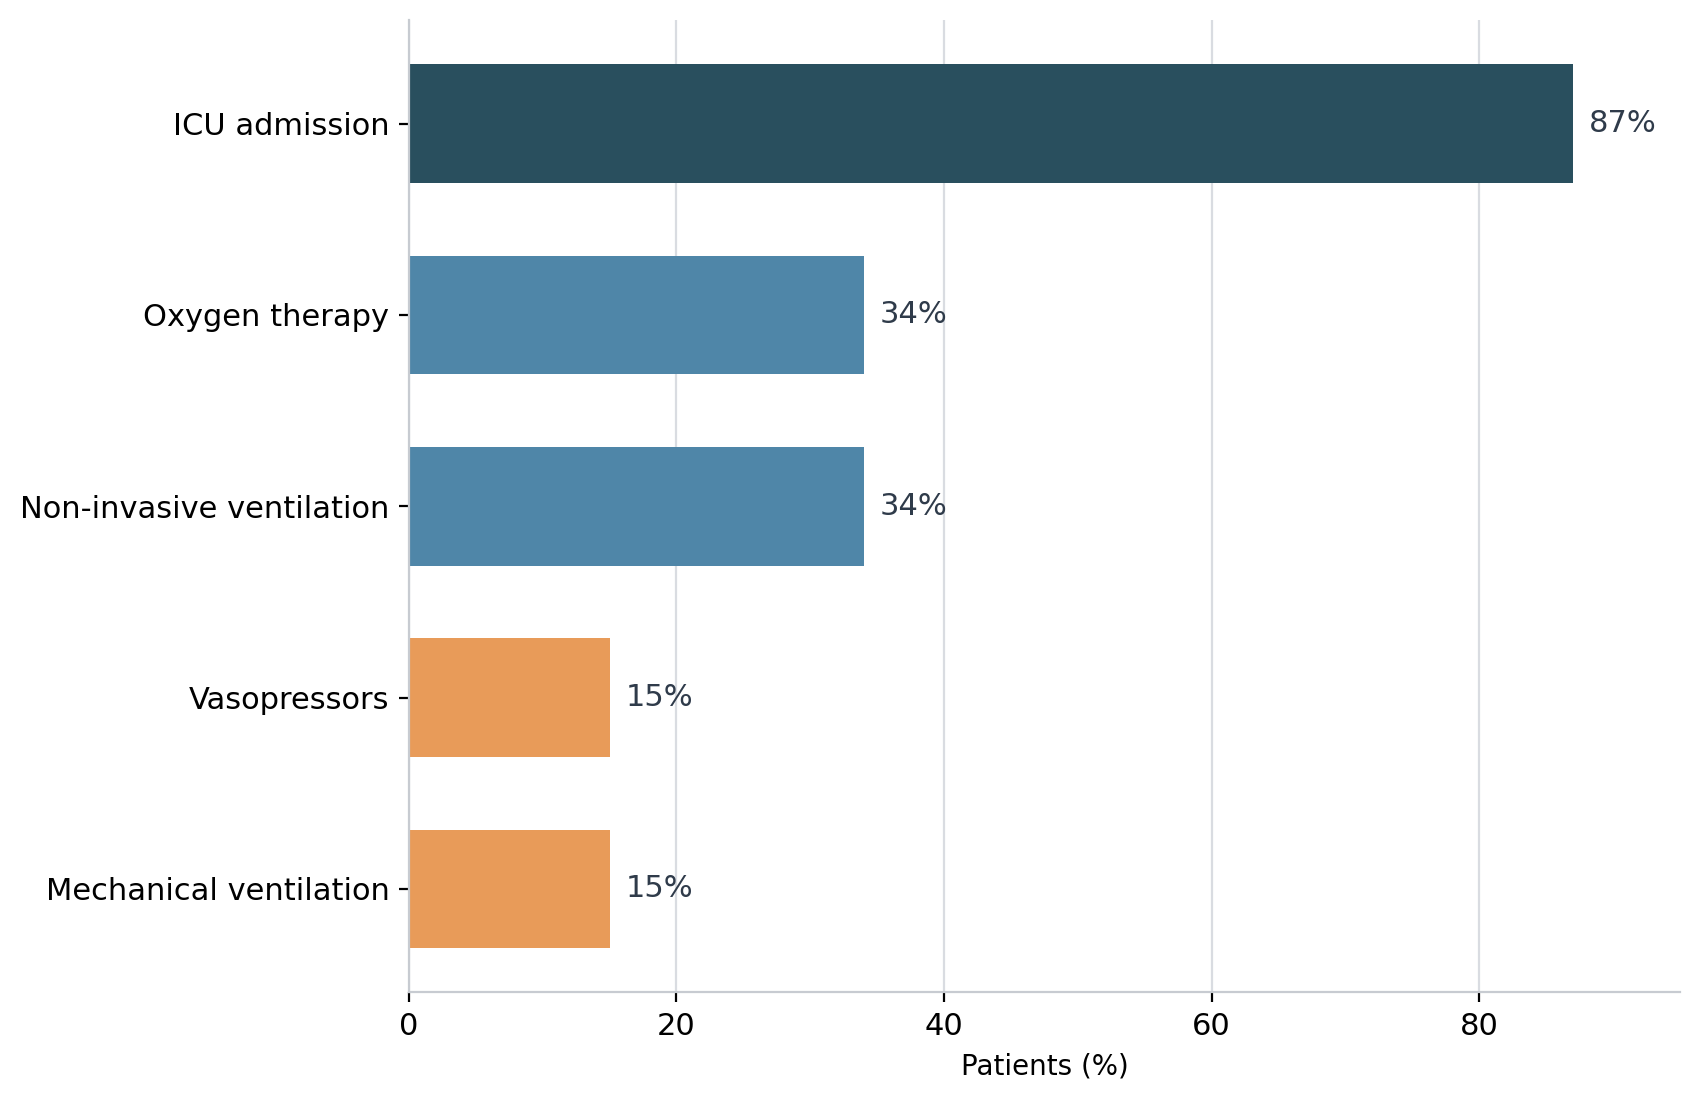 ICU admission
87%
Oxygen therapy
34%
Non-invasive ventilation
34%
Vasopressors
15%
Mechanical ventilation
15%
0 20 40 60 80
Patients (%)